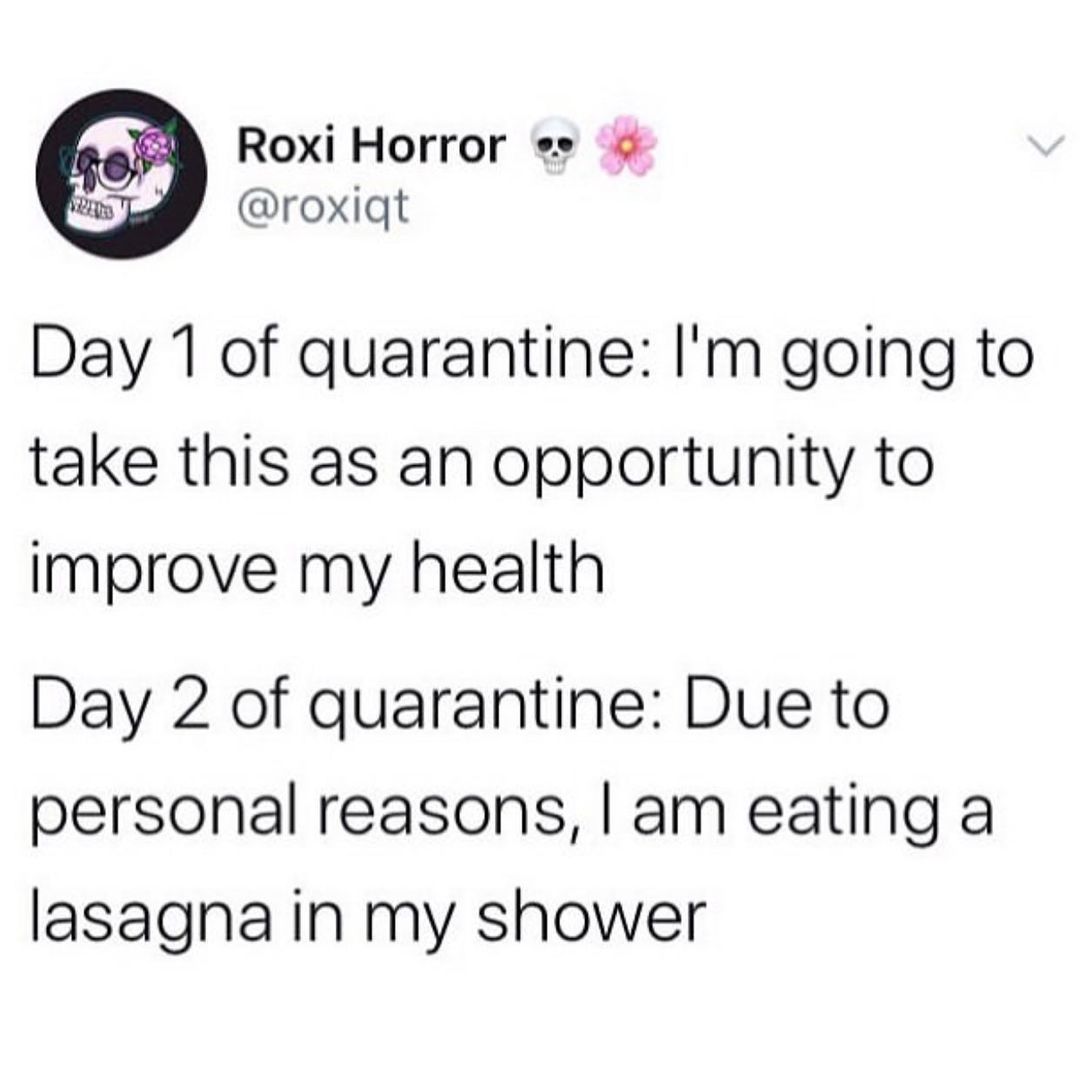 Roxi Horror 💀 🌸
@roxiqt
Day 1 of quarantine: I'm going to
take this as an opportunity to
improve my health
Day 2 of quarantine: Due to
personal reasons, I am eating a
lasagna in my shower